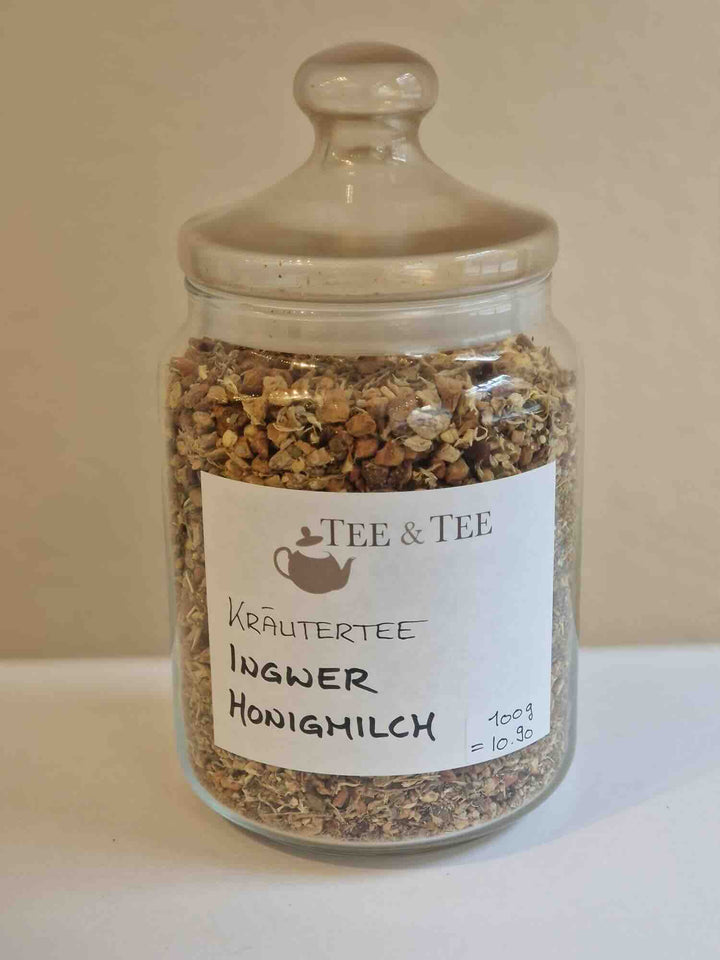 TEE & TEE
KRÄUTERTEE
INGWER
HONIGMILCH
100g
= 10.90